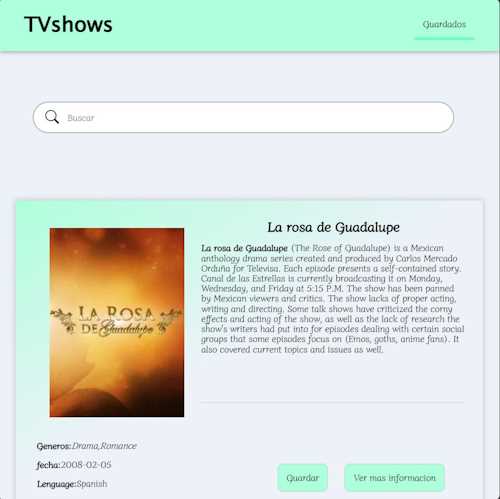 TVshows
Guardados
Buscar
La rosa de Guadalupe
La rosa de Guadalupe (The Rose of Guadalupe) is a Mexican
anthology drama series created and produced by Carlos Mercado
Orduña for Televisa. Each episode presents a self-contained story.
Canal de las Estrellas is currently broadcasting it on Monday,
Wednesday, and Friday at 5:15 P.M. The show has been panned
by Mexican viewers and critics. The show lacks of proper acting,
writing and directing. Some talk shows have criticized the corny
effects and acting of the show, as well as the lack of research the
show's writers had put into for episodes dealing with certain social
groups that some episodes focus on (Emos, goths, anime fans). It
also covered current topics and issues as well.
LA ROSA
DE Guadalupe
Generos:Drama,Romance
fecha:2008-02-05
Lenguage:Spanish
Guardar
Ver mas informacion